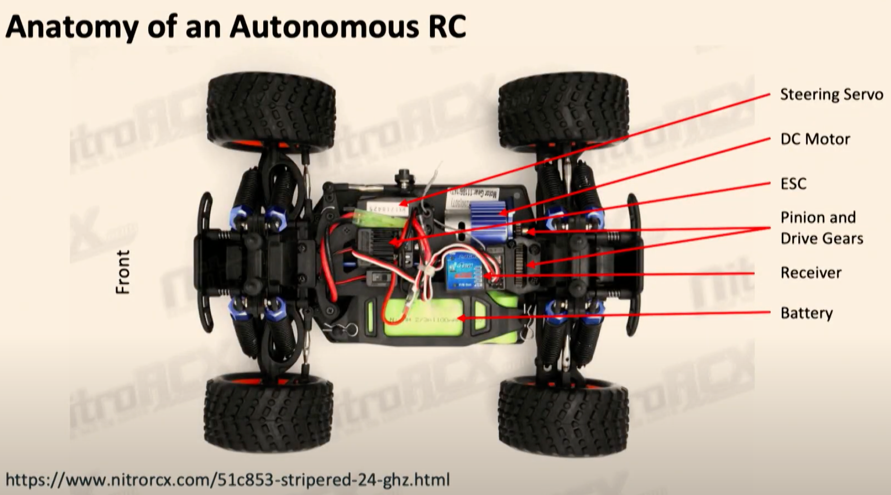 Anatomy of an Autonomous RC
Steering Servo
DC Motor
ESC
Pinion and
Drive Gears
Receiver
Battery
Front
nitroRCX
https://www.nitrorcx.com/51c853-stripered-24-ghz.html